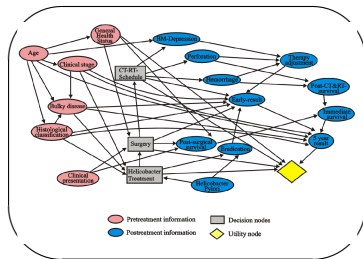 General
Health
Status
BM-Depression
Age
Clinical stage
CT-RT-
Schedule
Perforation
Therapy
adjustment
Hemorrhage
Post-CT&RT-
survival
Bulky disease
Early-result
Immediate
survival
Histological
classification
Surgery
Post-surgical
survival
Eradication
5 year
result
Clinical
presentation
Helicobacter
Treatment
Helicobacter
Pylori
Pretreatment information
Decision nodes
Posttreatment information
Utility node